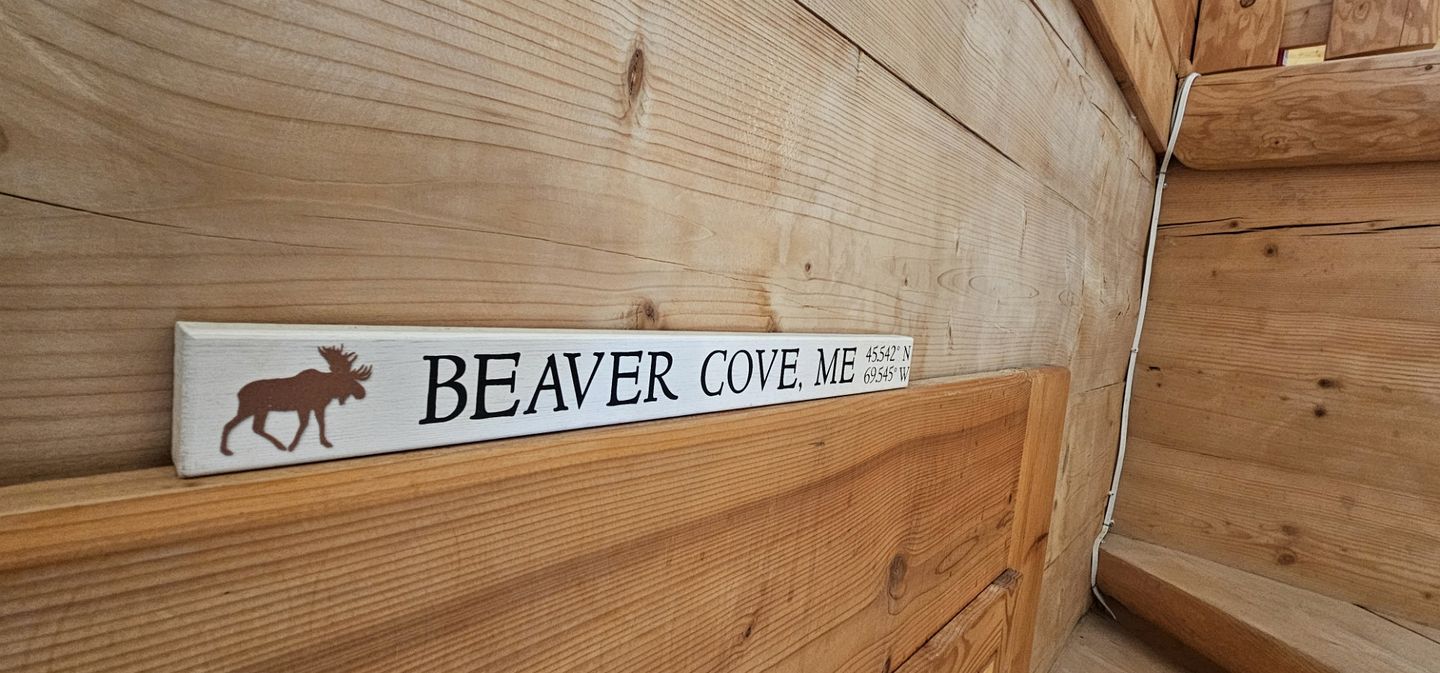 BEAVER COVE, ME
45.542° N
69.545° W